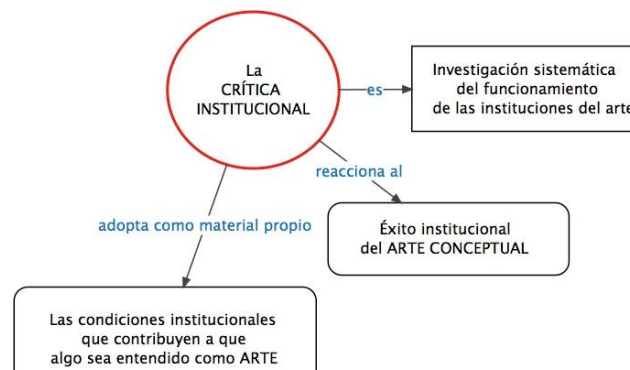 La
CRÍTICA
INSTITUCIONAL
es
Investigación sistemática
del funcionamiento
de las instituciones del arte
reacciona al
Éxito institucional
del ARTE CONCEPTUAL
adopta como material propio
Las condiciones institucionales
que contribuyen a que
algo sea entendido como ARTE